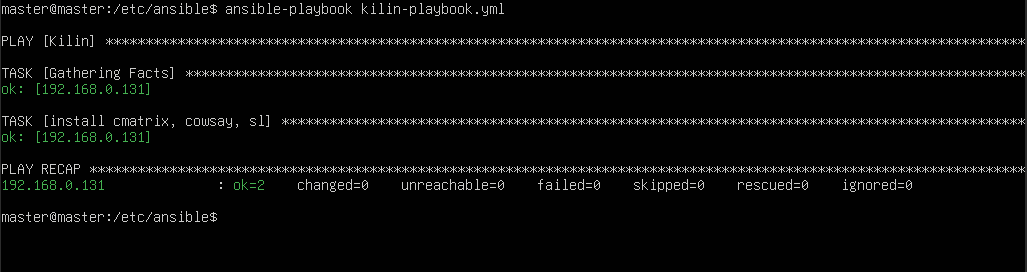 master@master:/etc/ansible$ ansible-playbook kilin-playbook.yml
PLAY [Kilin] *******************************************************************************************************************
TASK [Gathering Facts] *********************************************************************************************************
ok: [192.168.0.131]
TASK [install cmatrix, cowsay, sl] *********************************************************************************************
ok: [192.168.0.131]
PLAY RECAP *********************************************************************************************************************
192.168.0.131              : ok=2    changed=0    unreachable=0    failed=0    skipped=0    rescued=0    ignored=0
master@master:/etc/ansible$